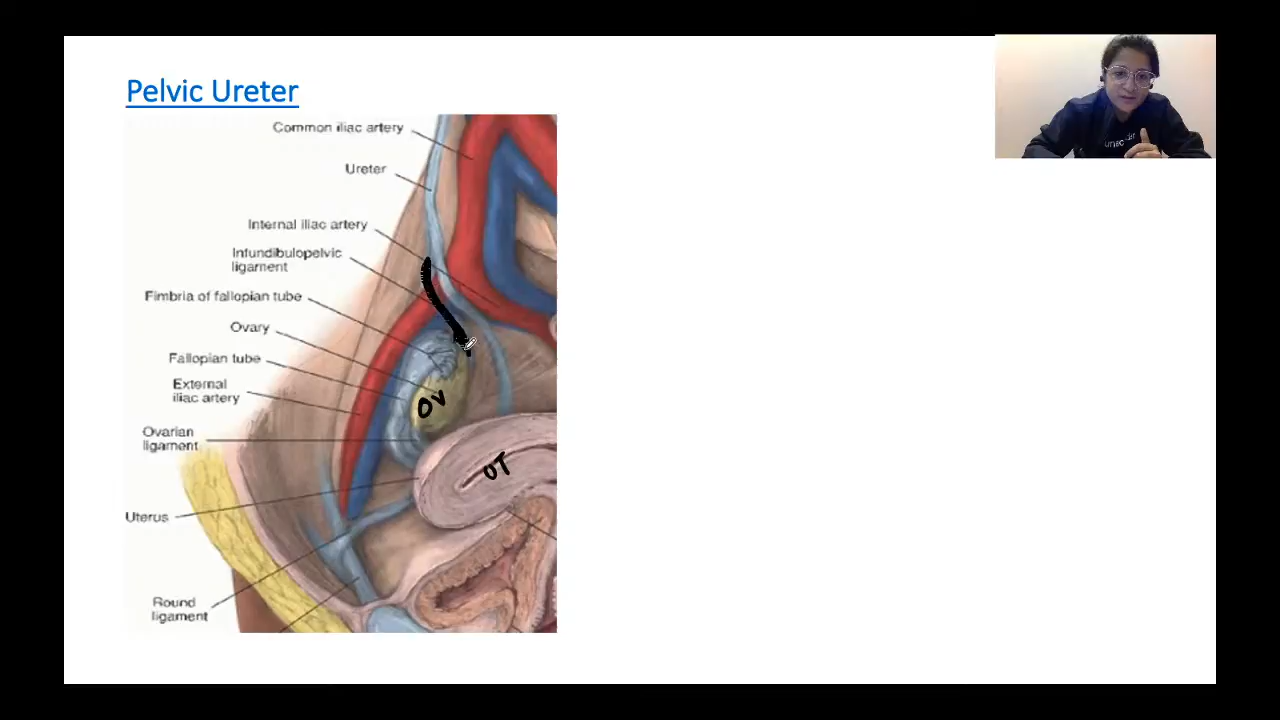 Pelvic Ureter
Common iliac artery
Ureter
Internal iliac artery
Infundibulopelvic
ligament
Fimbria of fallopian tube
Ovary
Fallopian tube
External
iliac artery
OV
Ovarian
ligament
UT
Uterus
Round
ligament